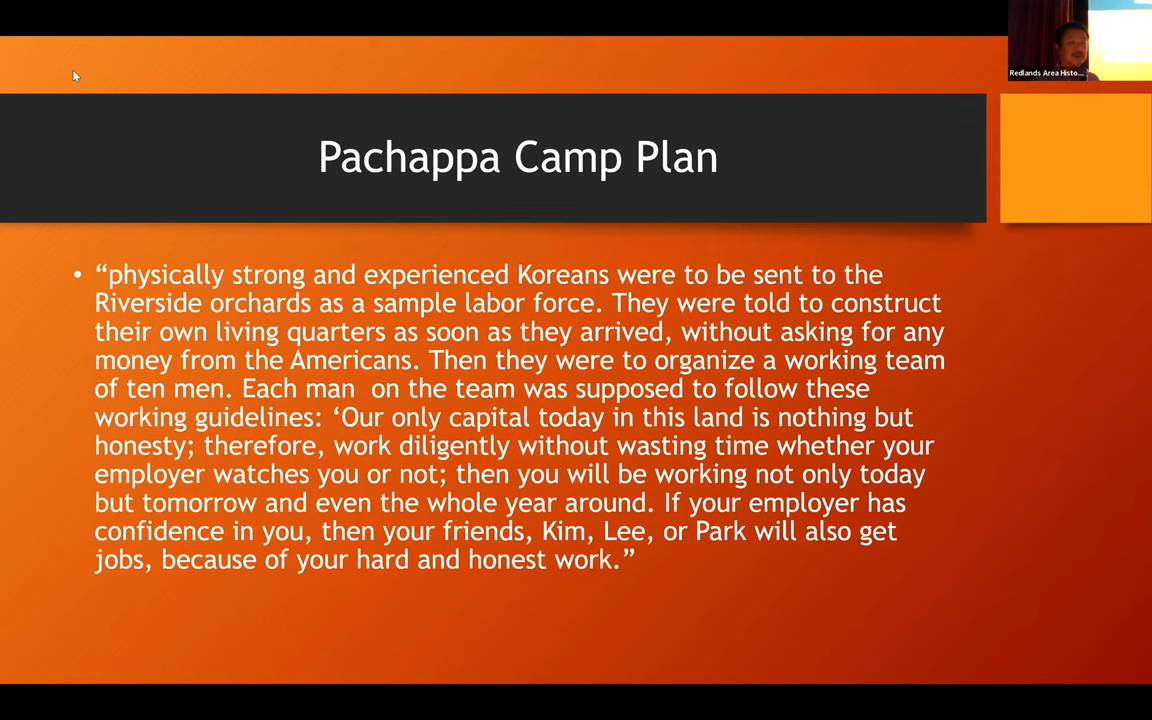 Redlands Area Histo...
Pachappa Camp Plan
• “physically strong and experienced Koreans were to be sent to the
Riverside orchards as a sample labor force. They were told to construct
their own living quarters as soon as they arrived, without asking for any
money from the Americans. Then they were to organize a working team
of ten men. Each man  on the team was supposed to follow these
working guidelines: ‘Our only capital today in this land is nothing but
honesty; therefore, work diligently without wasting time whether your
employer watches you or not; then you will be working not only today
but tomorrow and even the whole year around. If your employer has
confidence in you, then your friends, Kim, Lee, or Park will also get
jobs, because of your hard and honest work.”